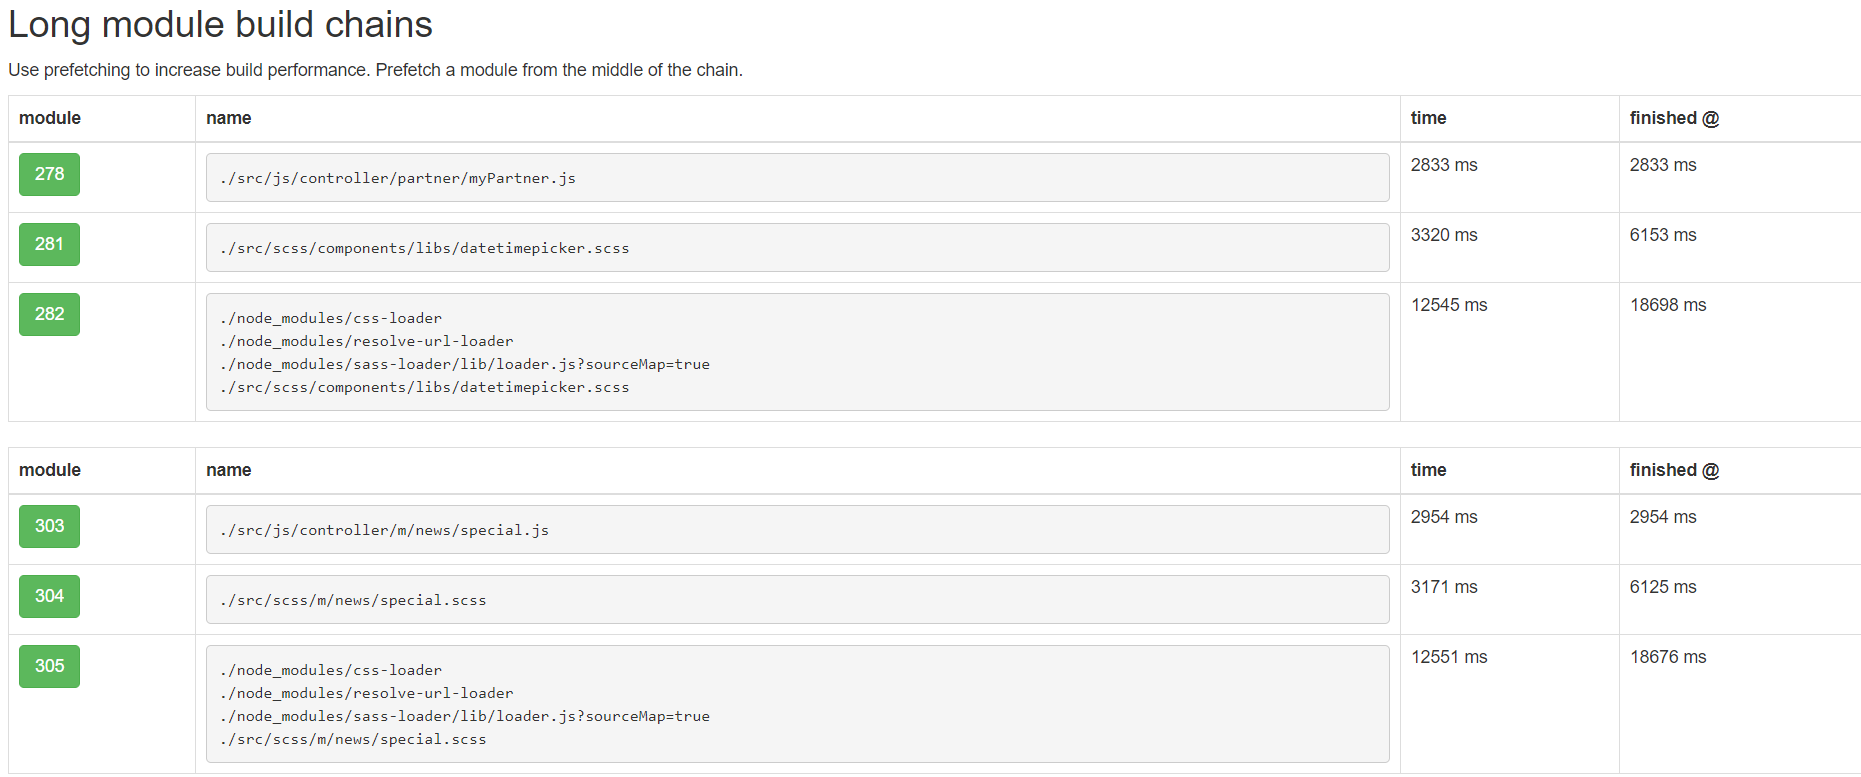 Long module build chains
Use prefetching to increase build performance. Prefetch a module from the middle of the chain.
module name time finished @
278 ./src/js/controller/partner/myPartner.js 2833 ms 2833 ms
281 ./src/scss/components/libs/datetimepicker.scss 3320 ms 6153 ms
282 ./node_modules/css-loader 12545 ms 18698 ms
./node_modules/resolve-url-loader
./node_modules/sass-loader/lib/loader.js?sourceMap=true
./src/scss/components/libs/datetimepicker.scss
module name time finished @
303 ./src/js/controller/m/news/special.js 2954 ms 2954 ms
304 ./src/scss/m/news/special.scss 3171 ms 6125 ms
305 ./node_modules/css-loader 12551 ms 18676 ms
./node_modules/resolve-url-loader
./node_modules/sass-loader/lib/loader.js?sourceMap=true
./src/scss/m/news/special.scss